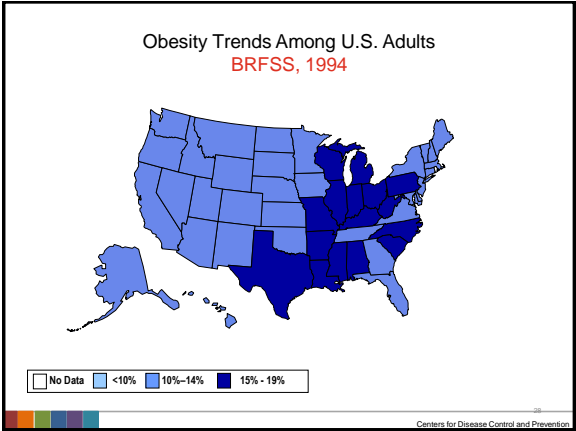 Obesity Trends Among U.S. Adults
BRFSS, 1994
No Data <10% 10%–14% 15% - 19%
28
Centers for Disease Control and Prevention